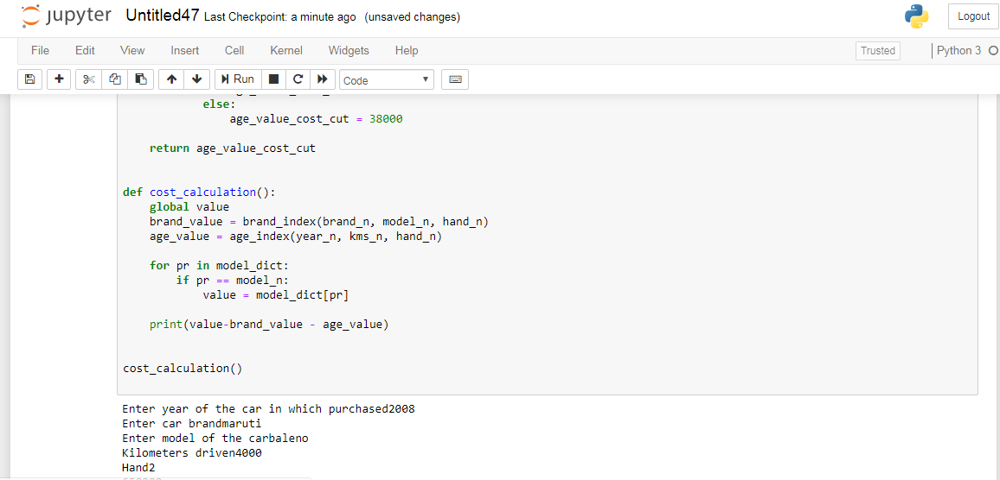 jupyter Untitled47 Last Checkpoint: a minute ago (unsaved changes) Logout
File Edit View Insert Cell Kernel Widgets Help Trusted Python 3
Run Code
else:
age_value_cost_cut = 38000
return age_value_cost_cut
def cost_calculation():
global value
brand_value = brand_index(brand_n, model_n, hand_n)
age_value = age_index(year_n, kms_n, hand_n)
for pr in model_dict:
if pr == model_n:
value = model_dict[pr]
print(value-brand_value - age_value)
cost_calculation()
Enter year of the car in which purchased2008
Enter car brandmaruti
Enter model of the carbaleno
Kilometers driven4000
Hand2